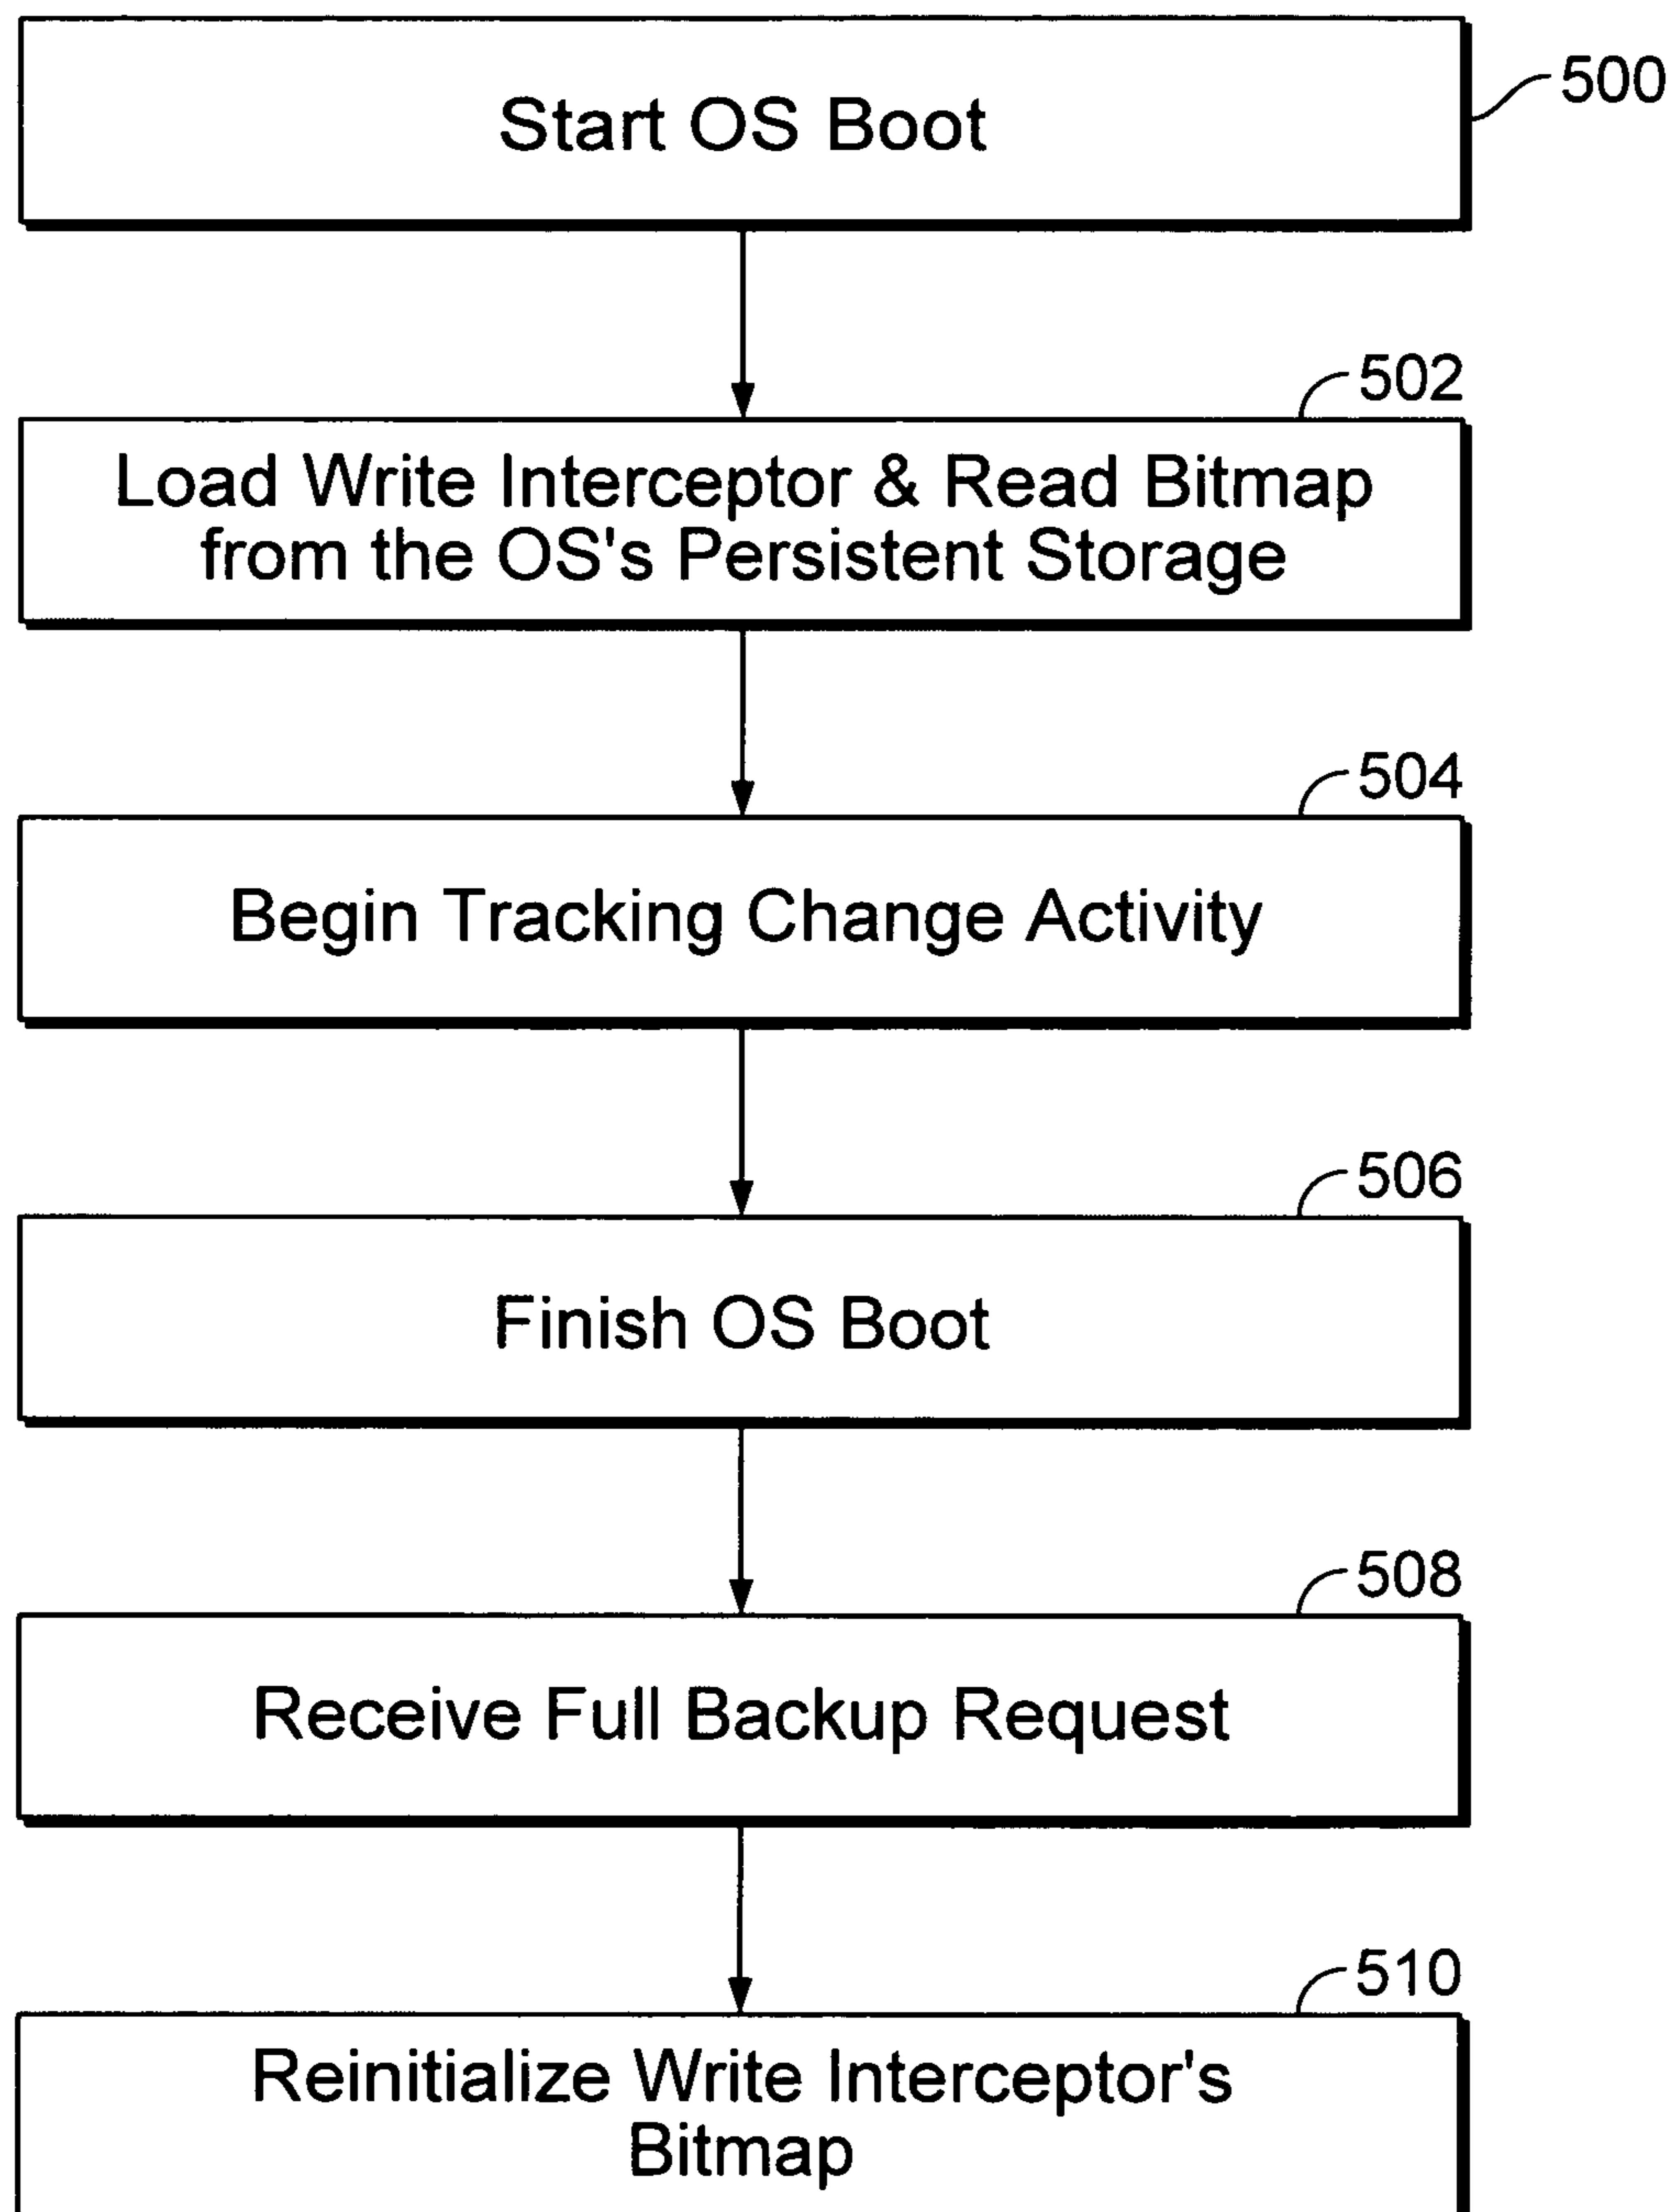 Start OS Boot
500
502
Load Write Interceptor & Read Bitmap
from the OS's Persistent Storage
504
Begin Tracking Change Activity
506
Finish OS Boot
508
Receive Full Backup Request
510
Reinitialize Write Interceptor's
Bitmap